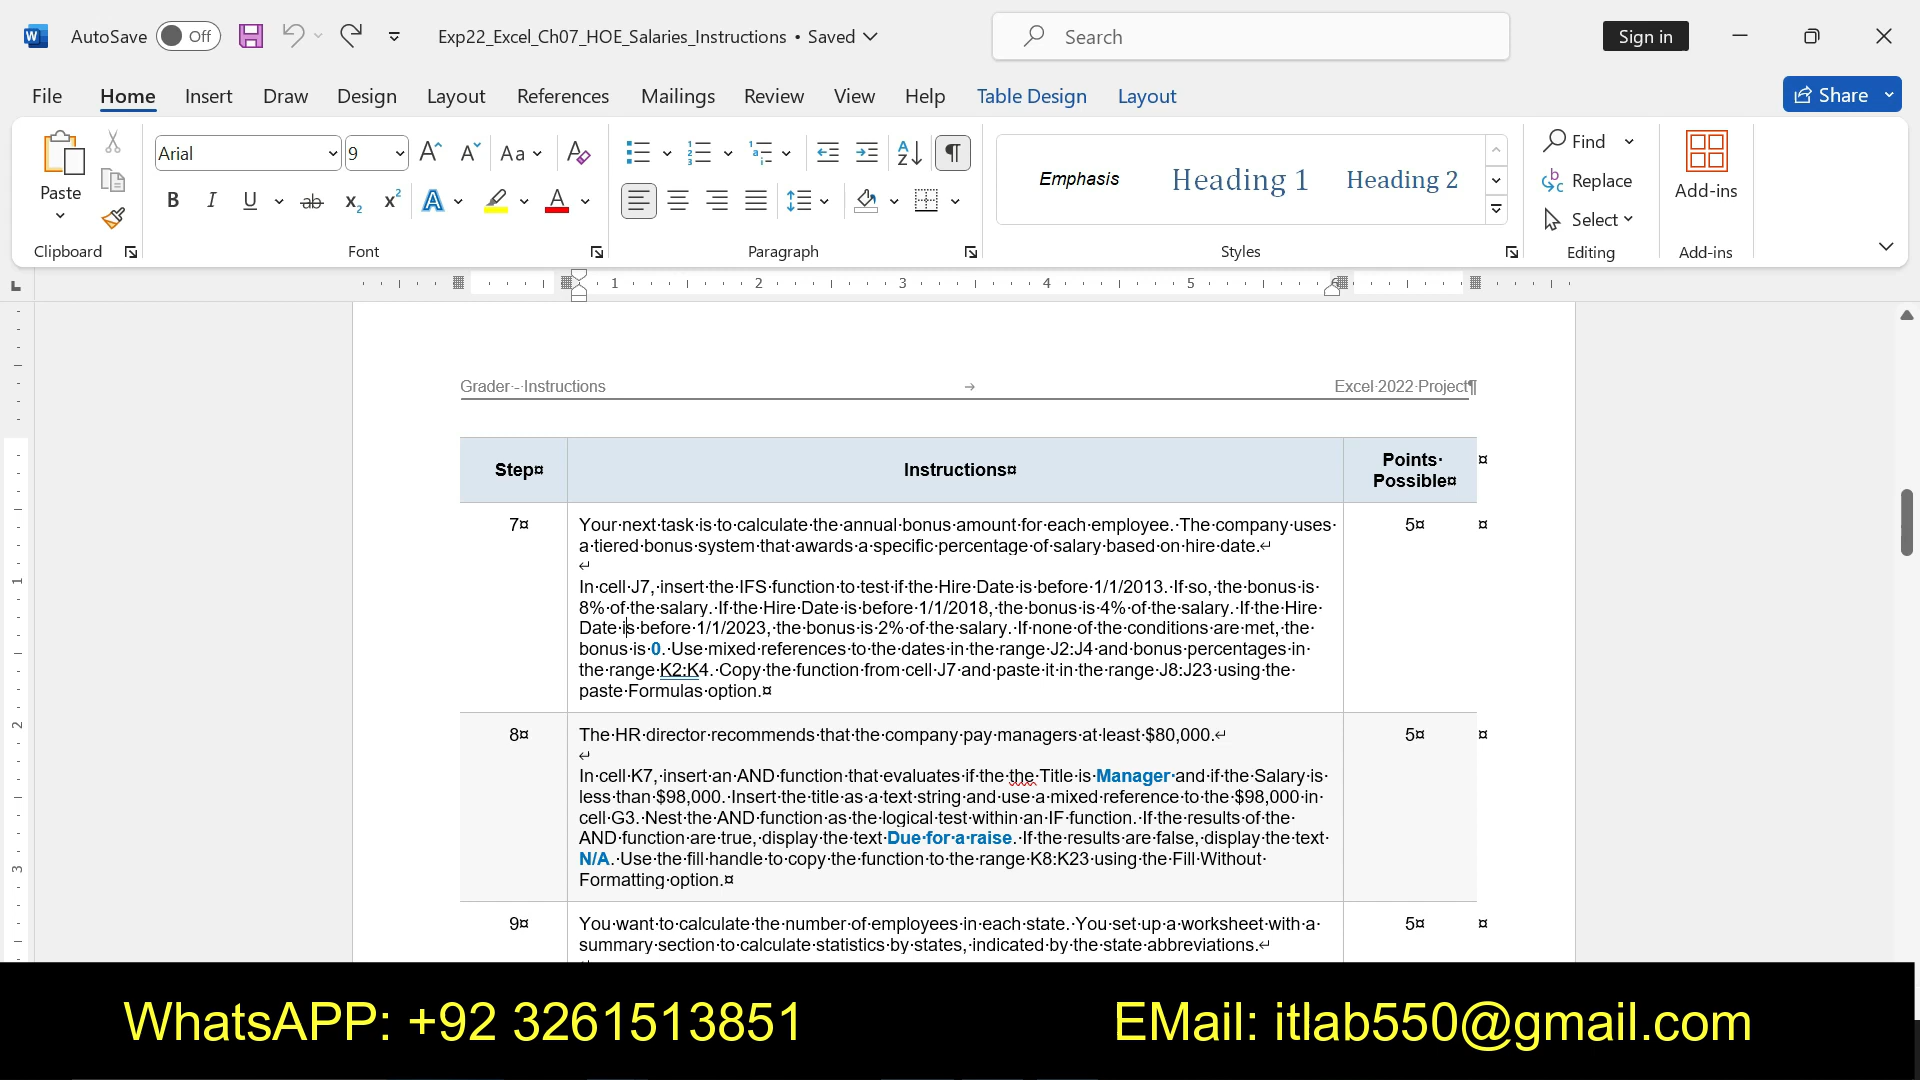 AutoSave Off Exp22_Excel_Ch07_HOE_Salaries_Instructions • Saved Search Sign in
File Home Insert Draw Design Layout References Mailings Review View Help Table Design Layout Share
Paste
Clipboard
Arial 9
Font
Paragraph
Emphasis Heading 1 Heading 2
Styles
Find
Replace
Select
Editing
Add-ins
Add-ins
1 2 3 4 5
Grader - Instructions → Excel 2022 Project¶
Step¤ Instructions¤ Points Possible¤ ¤
7¤ Your next task is to calculate the annual bonus amount for each employee. The company uses 5¤ ¤
a tiered bonus system that awards a specific percentage of salary based on hire date.↵
↵
In cell J7, insert the IFS function to test if the Hire Date is before 1/1/2013. If so, the bonus is
8% of the salary. If the Hire Date is before 1/1/2018, the bonus is 4% of the salary. If the Hire
Date is before 1/1/2023, the bonus is 2% of the salary. If none of the conditions are met, the
bonus is 0. Use mixed references to the dates in the range J2:J4 and bonus percentages in
the range K2:K4. Copy the function from cell J7 and paste it in the range J8:J23 using the
paste Formulas option.¤
8¤ The HR director recommends that the company pay managers at least $80,000.↵ 5¤ ¤
↵
In cell K7, insert an AND function that evaluates if the the Title is Manager and if the Salary is
less than $98,000. Insert the title as a text string and use a mixed reference to the $98,000 in
cell G3. Nest the AND function as the logical test within an IF function. If the results of the
AND function are true, display the text Due for a raise. If the results are false, display the text
N/A. Use the fill handle to copy the function to the range K8:K23 using the Fill Without
Formatting option.¤
9¤ You want to calculate the number of employees in each state. You set up a worksheet with a 5¤ ¤
summary section to calculate statistics by states, indicated by the state abbreviations.↵
1
2
3
WhatsAPP: +92 3261513851 EMail: itlab550@gmail.com